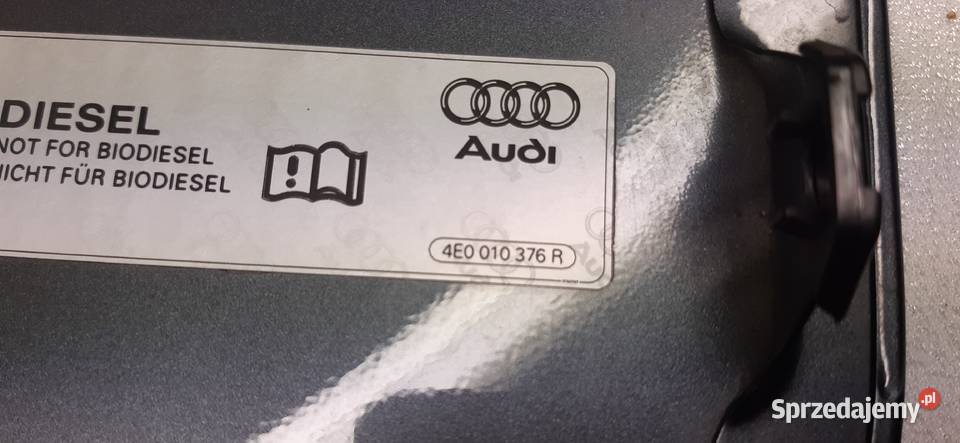 DIESEL
NOT FOR BIODIESEL
NICHT FÜR BIODIESEL
Audi
4E0 010 376 R
Sprzedajemy.pl